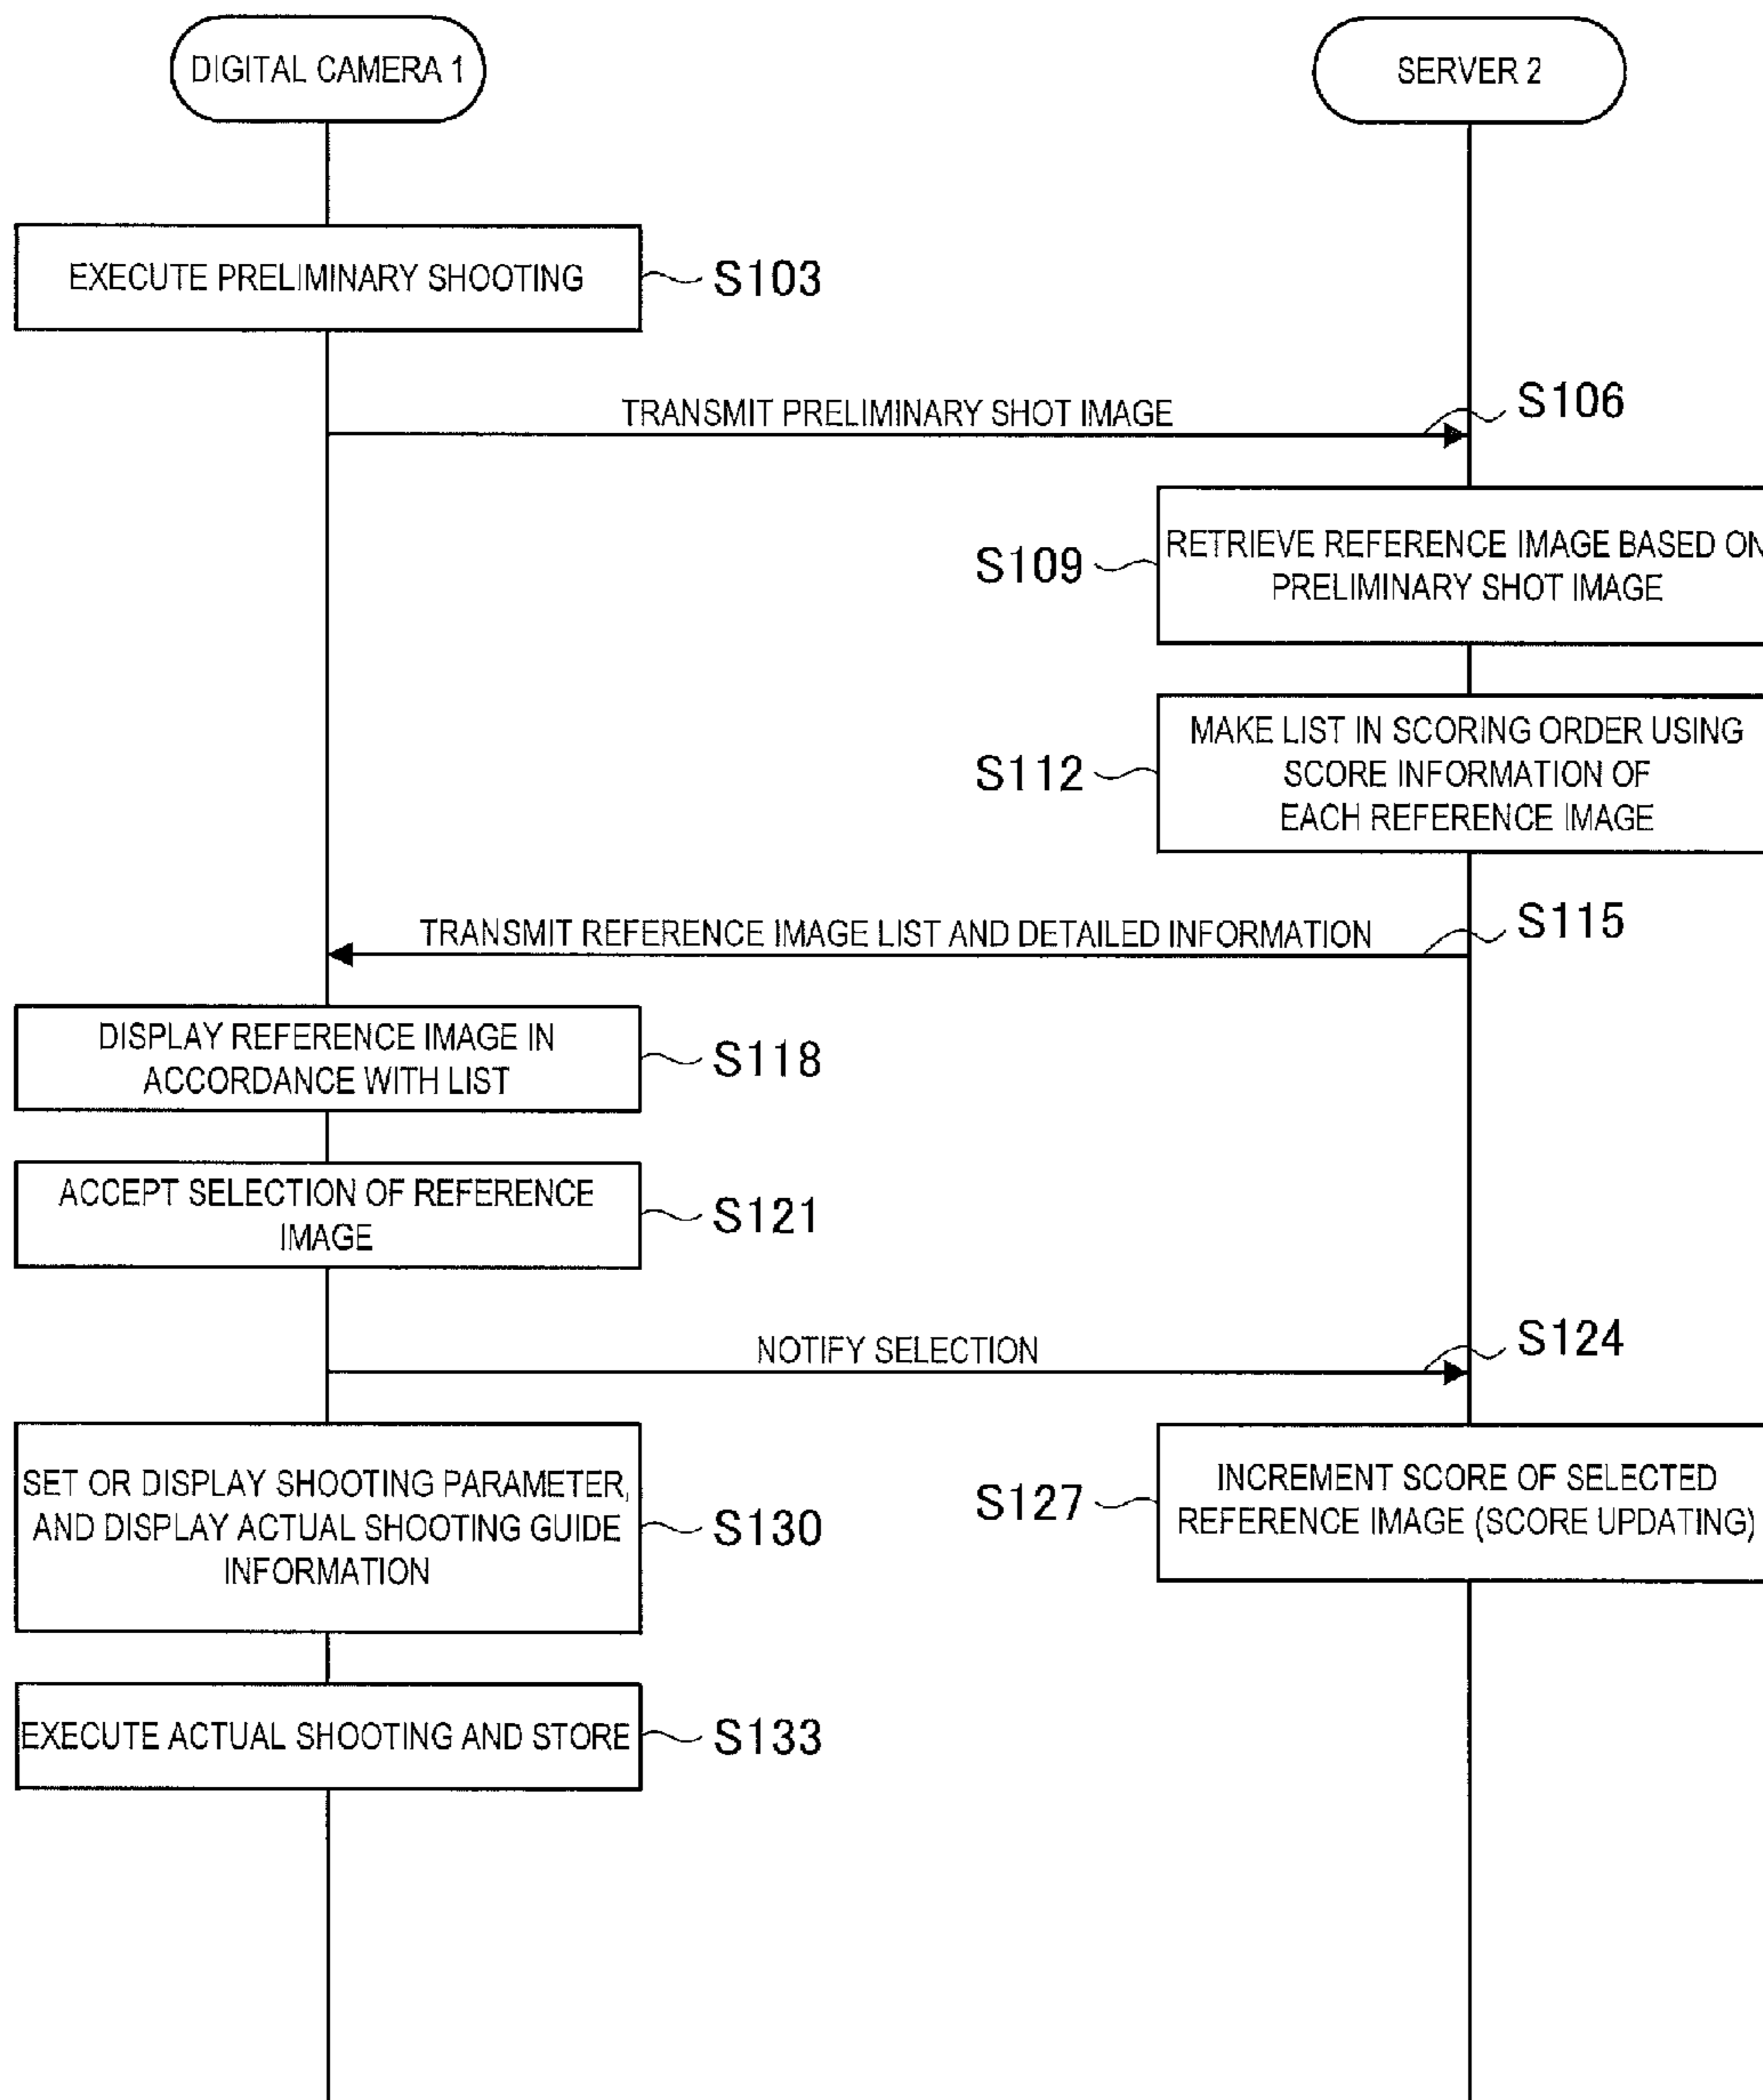 DIGITAL CAMERA 1
SERVER 2
EXECUTE PRELIMINARY SHOOTING
S103
TRANSMIT PRELIMINARY SHOT IMAGE
S106
S109
RETRIEVE REFERENCE IMAGE BASED ON
PRELIMINARY SHOT IMAGE
S112
MAKE LIST IN SCORING ORDER USING
SCORE INFORMATION OF
EACH REFERENCE IMAGE
TRANSMIT REFERENCE IMAGE LIST AND DETAILED INFORMATION
S115
DISPLAY REFERENCE IMAGE IN
ACCORDANCE WITH LIST
S118
ACCEPT SELECTION OF REFERENCE
IMAGE
S121
NOTIFY SELECTION
S124
SET OR DISPLAY SHOOTING PARAMETER,
AND DISPLAY ACTUAL SHOOTING GUIDE
INFORMATION
S130
S127
INCREMENT SCORE OF SELECTED
REFERENCE IMAGE (SCORE UPDATING)
EXECUTE ACTUAL SHOOTING AND STORE
S133